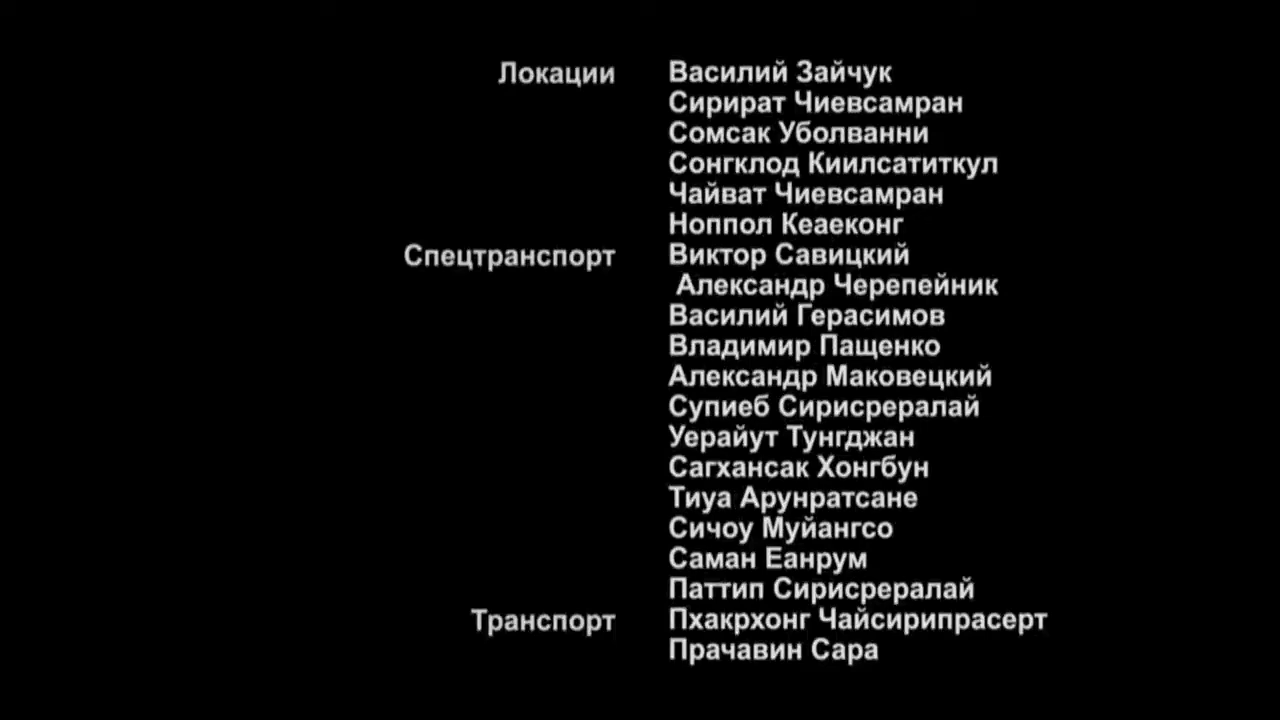 Локации Василий Зайчук
Сирират Чиевсамран
Сомсак Уболванни
Сонгклод Киилсатиткул
Чайват Чиевсамран
Ноппол Кеаеконг
Спецтранспорт Виктор Савицкий
Александр Черепейник
Василий Герасимов
Владимир Пащенко
Александр Маковецкий
Супиеб Сирисрералай
Уерайут Тунгджан
Сагхансак Хонгбун
Тиуа Арунратсане
Сичоу Муйангсо
Саман Еанрум
Паттип Сирисрералай
Транспорт Пхакрхонг Чайсирипрасерт
Прачавин Сара